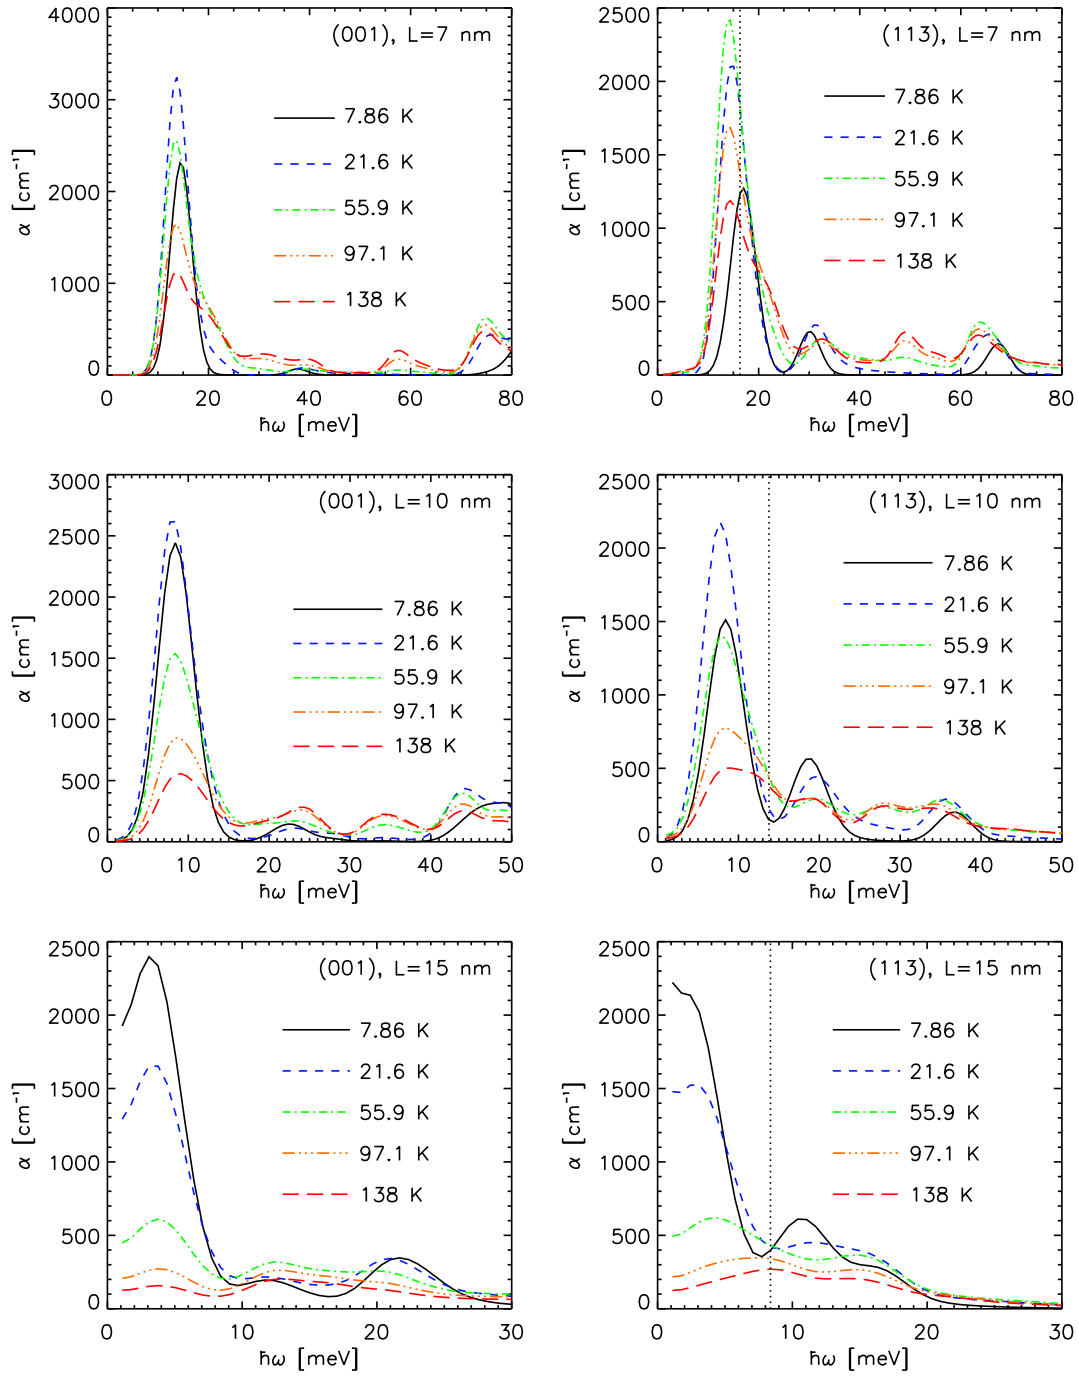 4000
3000
2000
1000
0
α [cm⁻¹]
(001), L=7 nm
7.86 K
21.6 K
55.9 K
97.1 K
138 K
0 20 40 60 80
ħω [meV]
2500
2000
1500
1000
500
0
α [cm⁻¹]
(113), L=7 nm
7.86 K
21.6 K
55.9 K
97.1 K
138 K
0 20 40 60 80
ħω [meV]
3000
2500
2000
1500
1000
500
0
α [cm⁻¹]
(001), L=10 nm
7.86 K
21.6 K
55.9 K
97.1 K
138 K
0 10 20 30 40 50
ħω [meV]
2500
2000
1500
1000
500
0
α [cm⁻¹]
(113), L=10 nm
7.86 K
21.6 K
55.9 K
97.1 K
138 K
0 10 20 30 40 50
ħω [meV]
2500
2000
1500
1000
500
0
α [cm⁻¹]
(001), L=15 nm
7.86 K
21.6 K
55.9 K
97.1 K
138 K
0 10 20 30
ħω [meV]
2500
2000
1500
1000
500
0
α [cm⁻¹]
(113), L=15 nm
7.86 K
21.6 K
55.9 K
97.1 K
138 K
0 10 20 30
ħω [meV]